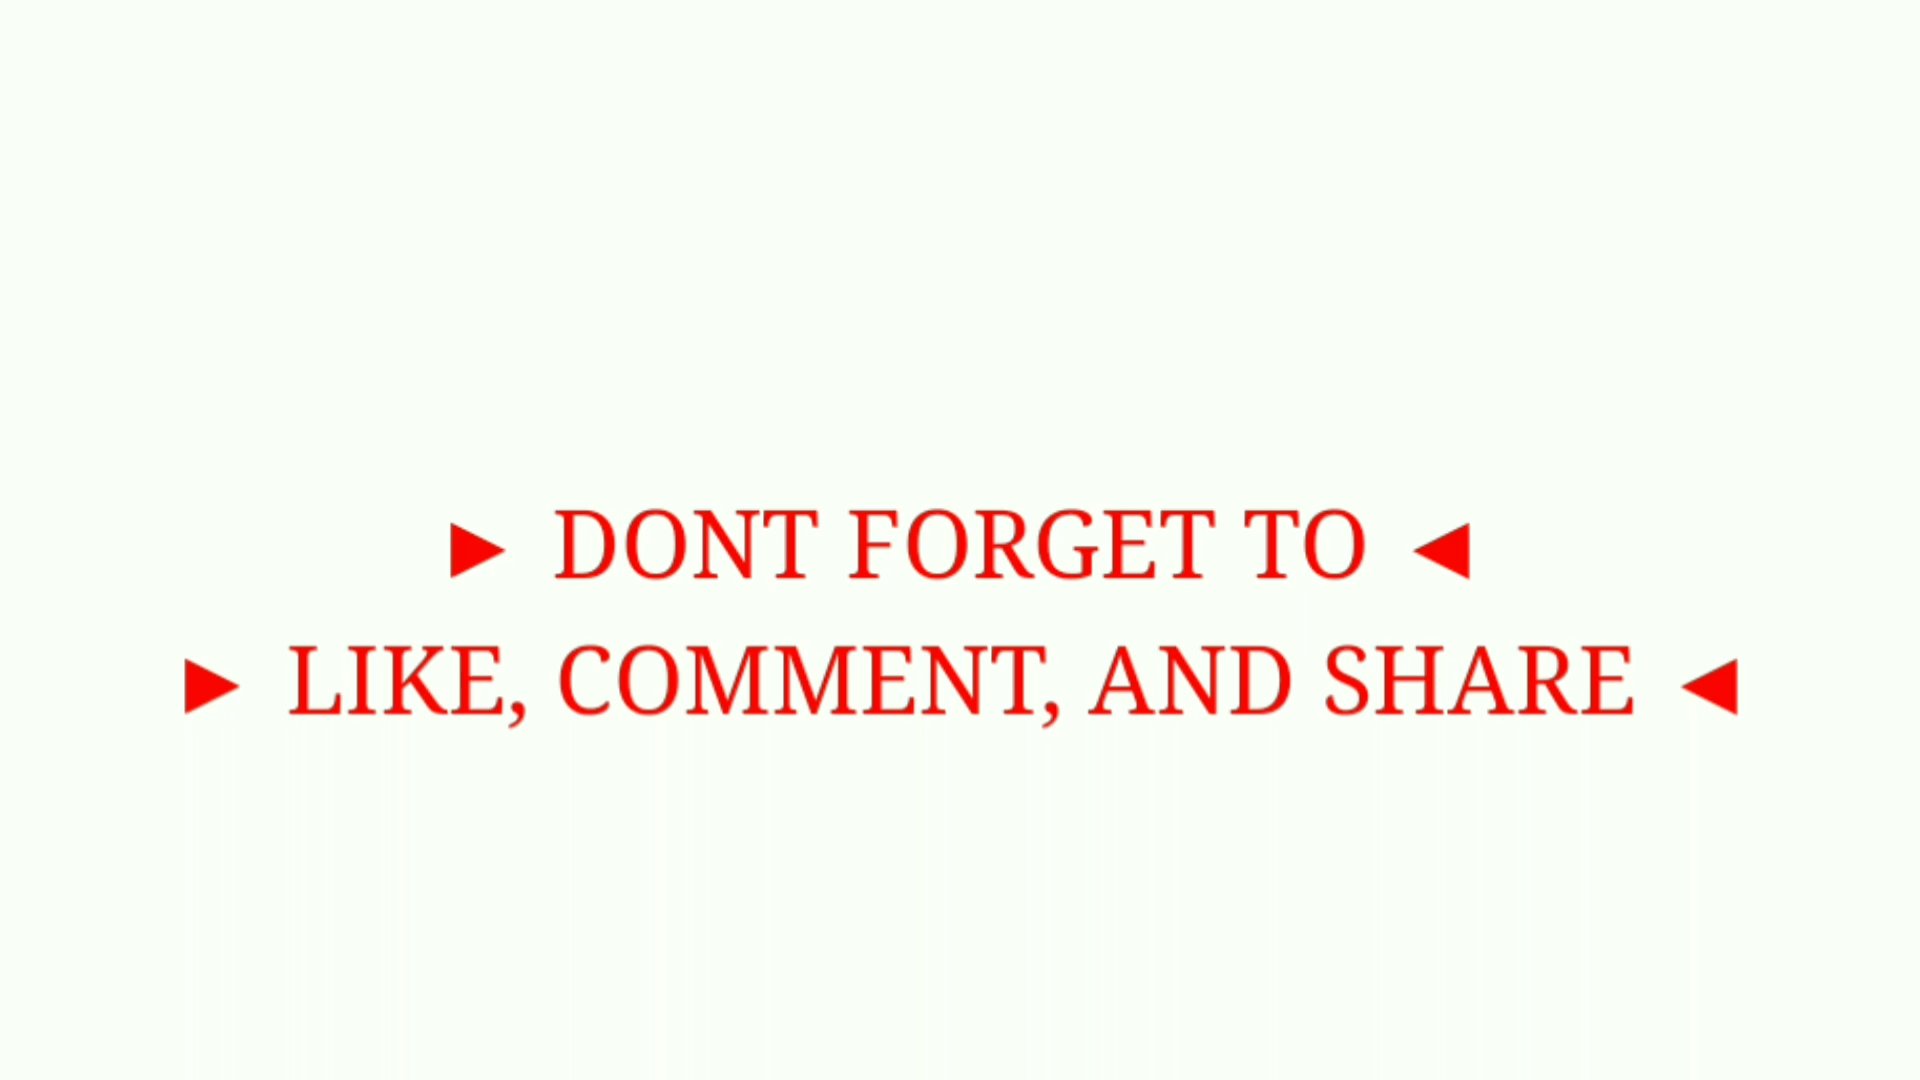 ► DONT FORGET TO ◄
► LIKE, COMMENT, AND SHARE ◄